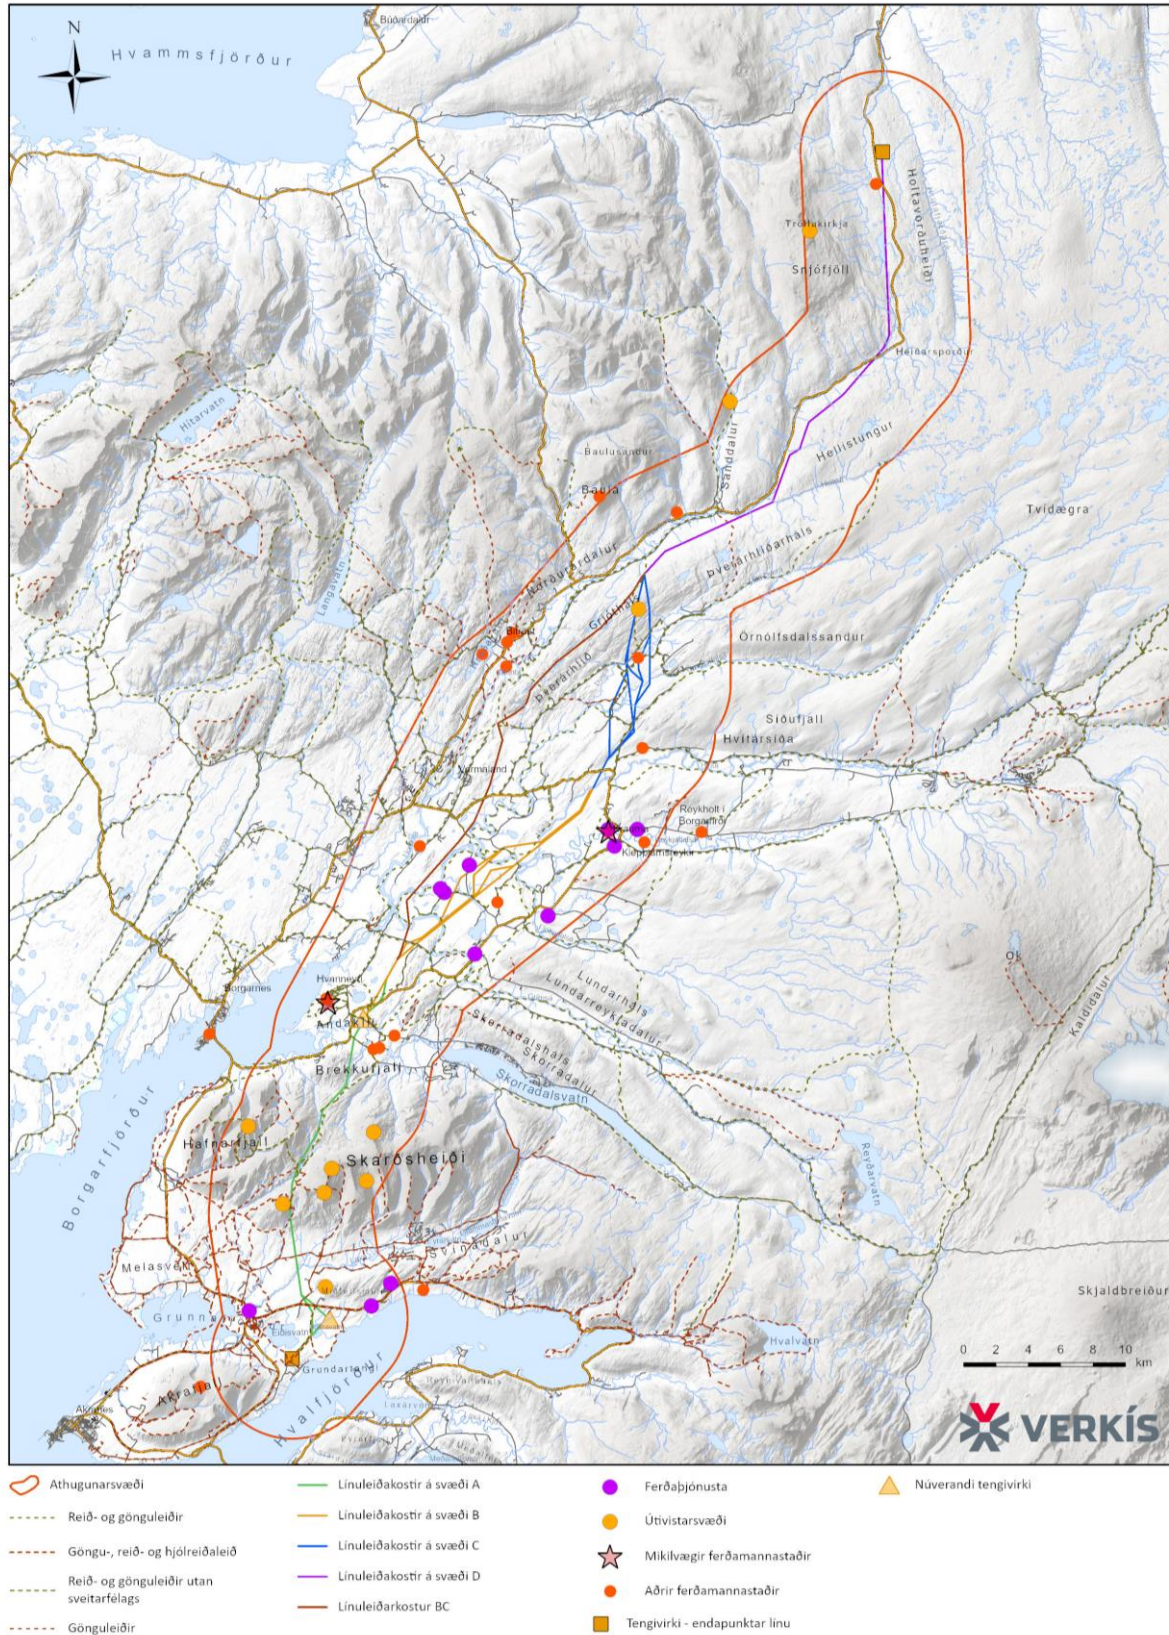 N
Hvammsfjörður
Búðardalur
Holtavörðuheiði
Tröllakirkja
Snjófjöll
Heiðarsporður
Hítarvatn
Baulusandur
Sanddalur
Hellistungur
Baula
Tvídægra
Norðurárdalur
Þverárhlíðarháls
Langavatn
Grjótháls
Bifröst
Örnólfsdalssandur
Þverárhlíð
Síðufjall
Hvítársíða
Varmaland
Reykholt í
Borgarfirði
Kleppjárnsreykir
Ok
Hvanneyri
Borgarnes
Lundarháls
Lundarreykjadalur
Kaldidalur
Andakíll
Skorradalsháls
Skorradalur
Brekkufjall
Skorradalsvatn
Borgarfjörður
Hafnarfjall
Skarðsheiði
Reyðarvatn
Svínadalur
Melasveit
Skjaldbreiður
Eiðisvatn
Hvalvatn
Grundartangi
Akrafjall
Hvalfjörður
Akranes
0 2 4 6 8 10
km
VERKÍS
Athugunarsvæði
Reið- og gönguleiðir
Göngu-, reið- og hjólreiðaleið
Reið- og gönguleiðir utan
sveitarfélags
Gönguleiðir
Línuleiðakostir á svæði A
Línuleiðakostir á svæði B
Línuleiðakostir á svæði C
Línuleiðakostir á svæði D
Línuleiðarkostur BC
Ferðaþjónusta
Útivistarsvæði
Mikilvægir ferðamannastaðir
Aðrir ferðamannastaðir
Tengivirki - endapunktar línu
Núverandi tengivirki